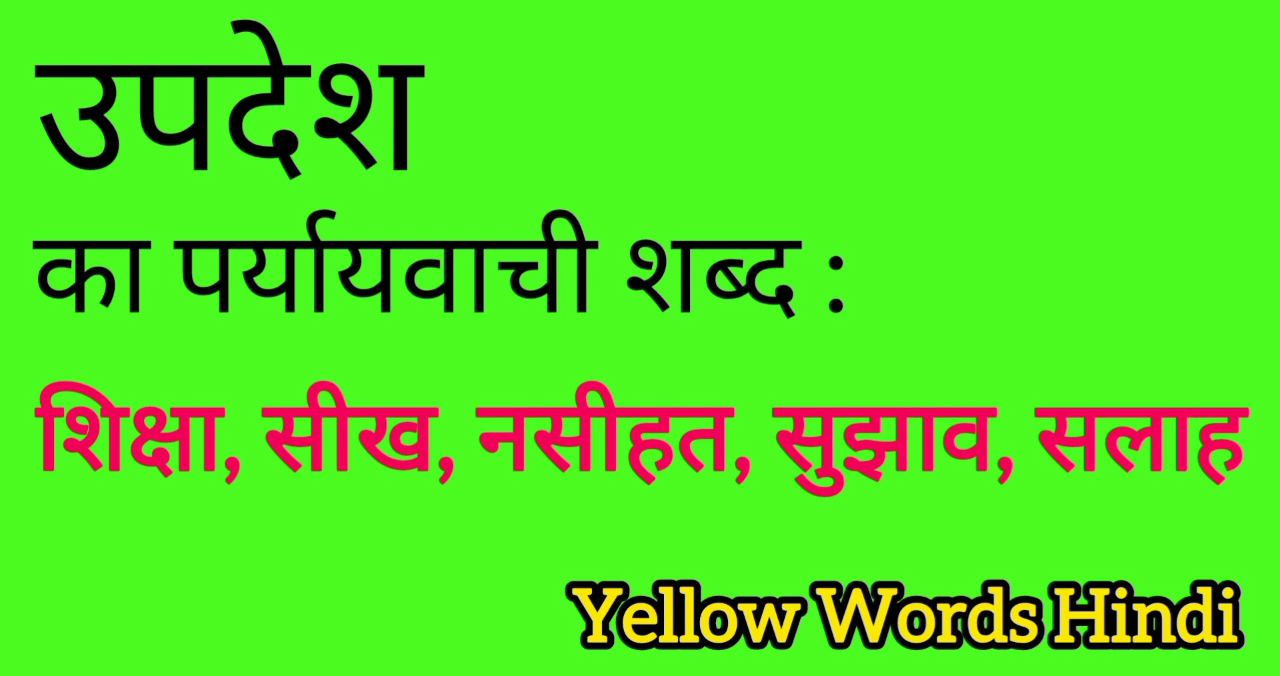 उपदेश
का पर्यायवाची शब्द :
शिक्षा, सीख, नसीहत, सुझाव, सलाह
Yellow Words Hindi